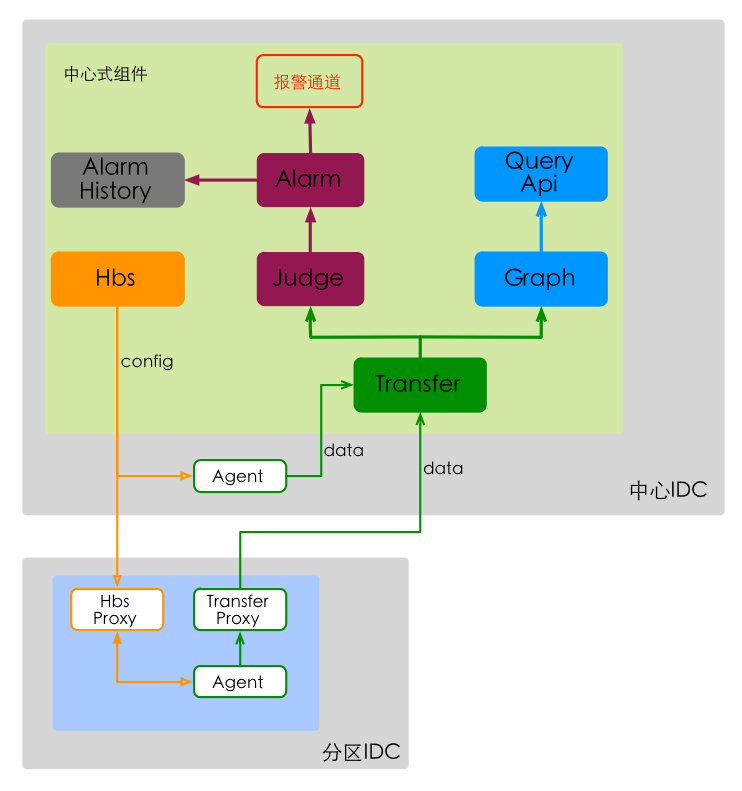 中心式组件
报警通道
Alarm
History
Alarm
Query
Api
Hbs
Judge
Graph
config
Transfer
Agent
data
data
中心IDC
Hbs
Proxy
Transfer
Proxy
Agent
分区IDC